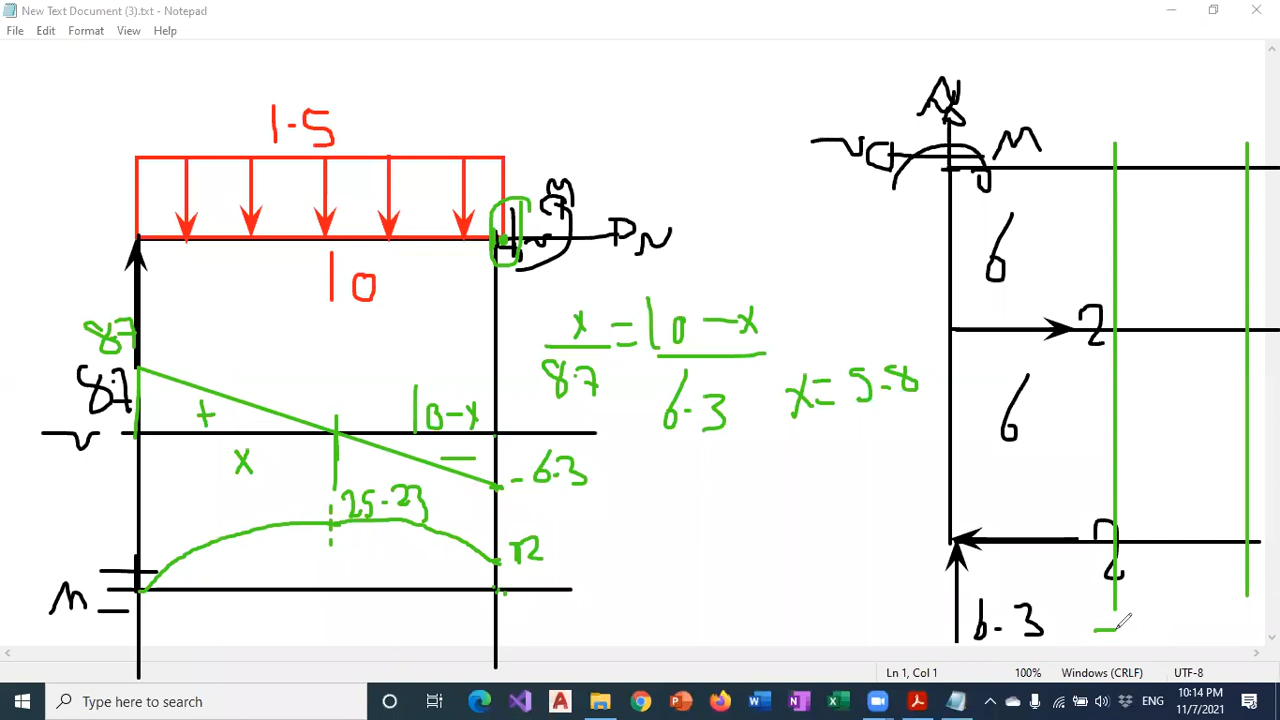 New Text Document (3).txt - Notepad
File Edit Format View Help
1-5
10
M
N
8.7
8.7
V
+
x
10-x
-
-6.3
25-23
12
M
x = 10-x
8.7 6-3
x= 5-8
N
V
M
6
2
6
2
6-3
Ln 1, Col 1 100% Windows (CRLF) UTF-8
Type here to search
ENG
10:14 PM
11/7/2021